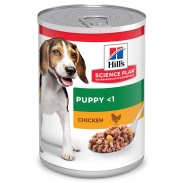 Hill's
SCIENCE PLAN
PUPPY <1
CHICKEN